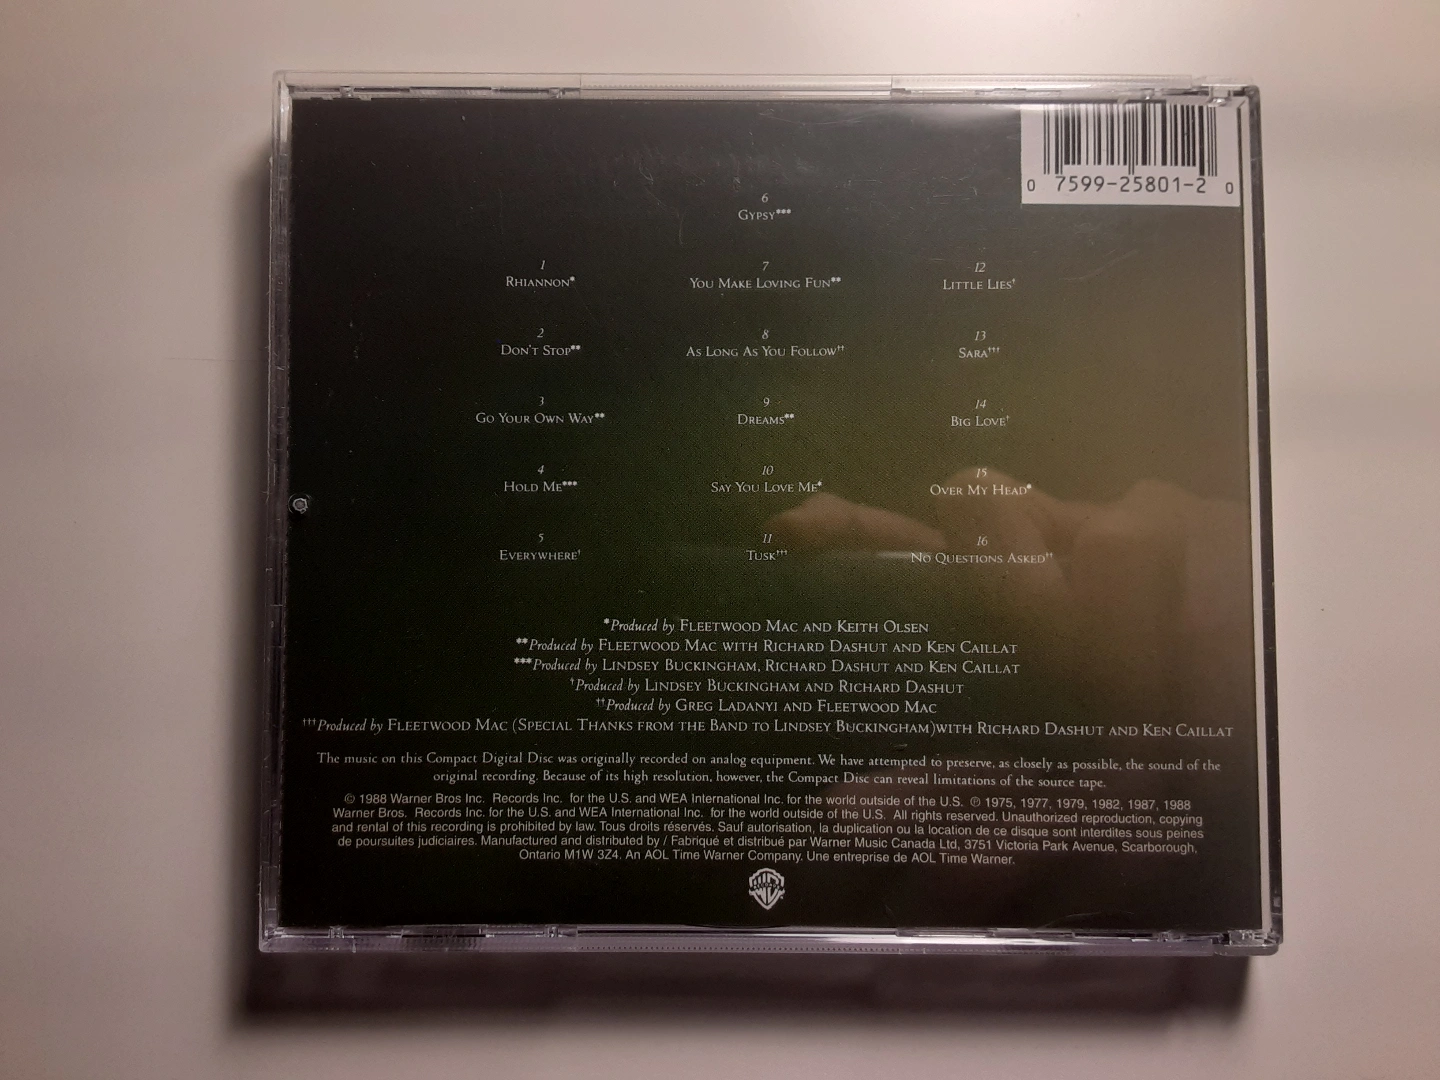 0 7599-25801-2 0
6
Gypsy***
1
Rhiannon*
2
Don't Stop**
3
Go Your Own Way**
4
Hold Me***
5
Everywhere†
7
You Make Loving Fun**
8
As Long As You Follow††
9
Dreams**
10
Say You Love Me*
11
Tusk†††
12
Little Lies†
13
Sara†††
14
Big Love†
15
Over My Head*
16
No Questions Asked††
*Produced by Fleetwood Mac and Keith Olsen
**Produced by Fleetwood Mac with Richard Dashut and Ken Caillat
***Produced by Lindsey Buckingham, Richard Dashut and Ken Caillat
†Produced by Lindsey Buckingham and Richard Dashut
††Produced by Greg Ladanyi and Fleetwood Mac
†††Produced by Fleetwood Mac (Special Thanks from the Band to Lindsey Buckingham)with Richard Dashut and Ken Caillat
The music on this Compact Digital Disc was originally recorded on analog equipment. We have attempted to preserve, as closely as possible, the sound of the
original recording. Because of its high resolution, however, the Compact Disc can reveal limitations of the source tape.
© 1988 Warner Bros Inc. Records Inc. for the U.S. and WEA International Inc. for the world outside of the U.S. ℗ 1975, 1977, 1979, 1982, 1987, 1988
Warner Bros. Records Inc. for the U.S. and WEA International Inc. for the world outside of the U.S. All rights reserved. Unauthorized reproduction, copying
and rental of this recording is prohibited by law. Tous droits réservés. Sauf autorisation, la duplication ou la location de ce disque sont interdites sous peines
de poursuites judiciaires. Manufactured and distributed by / Fabriqué et distribué par Warner Music Canada Ltd, 3751 Victoria Park Avenue, Scarborough,
Ontario M1W 3Z4. An AOL Time Warner Company. Une entreprise de AOL Time Warner.